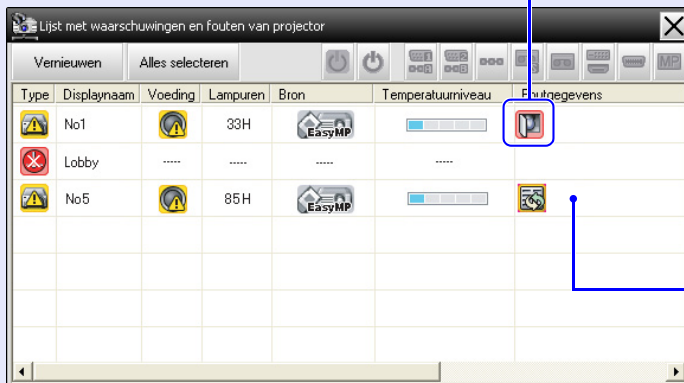 Lijst met waarschuwingen en fouten van projector
Vernieuwen Alles selecteren MP
Type Displaynaam Voeding Lampuren Bron Temperatuurniveau Foutgegevens
No1 33H EasyMP
Lobby ----- ----- ----- -----
No5 85H EasyMP